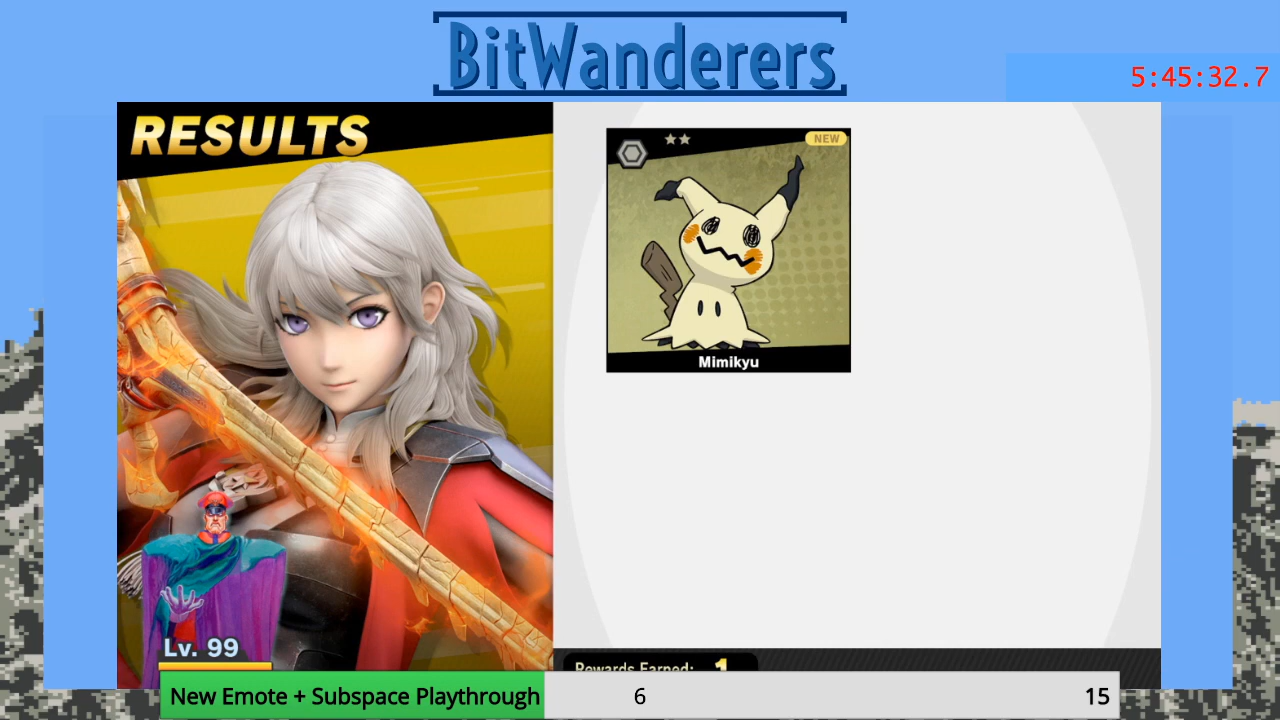 BitWanderers
5:45:32.7
RESULTS
NEW
Mimikyu
Lv. 99
Rewards Earned: 1
New Emote + Subspace Playthrough 6 15